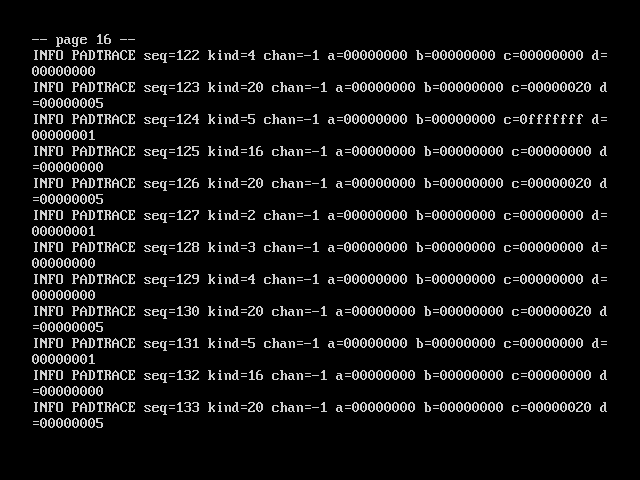 -- page 16 --
INFO PADTRACE seq=122 kind=4 chan=-1 a=00000000 b=00000000 c=00000000 d=
00000000
INFO PADTRACE seq=123 kind=20 chan=-1 a=00000000 b=00000000 c=00000020 d
=00000005
INFO PADTRACE seq=124 kind=5 chan=-1 a=00000000 b=00000000 c=0fffffff d=
00000001
INFO PADTRACE seq=125 kind=16 chan=-1 a=00000000 b=00000000 c=00000000 d
=00000000
INFO PADTRACE seq=126 kind=20 chan=-1 a=00000000 b=00000000 c=00000020 d
=00000005
INFO PADTRACE seq=127 kind=2 chan=-1 a=00000000 b=00000000 c=00000000 d=
00000001
INFO PADTRACE seq=128 kind=3 chan=-1 a=00000000 b=00000000 c=00000000 d=
00000000
INFO PADTRACE seq=129 kind=4 chan=-1 a=00000000 b=00000000 c=00000000 d=
00000000
INFO PADTRACE seq=130 kind=20 chan=-1 a=00000000 b=00000000 c=00000020 d
=00000005
INFO PADTRACE seq=131 kind=5 chan=-1 a=00000000 b=00000000 c=00000000 d=
00000001
INFO PADTRACE seq=132 kind=16 chan=-1 a=00000000 b=00000000 c=00000000 d
=00000000
INFO PADTRACE seq=133 kind=20 chan=-1 a=00000000 b=00000000 c=00000020 d
=00000005